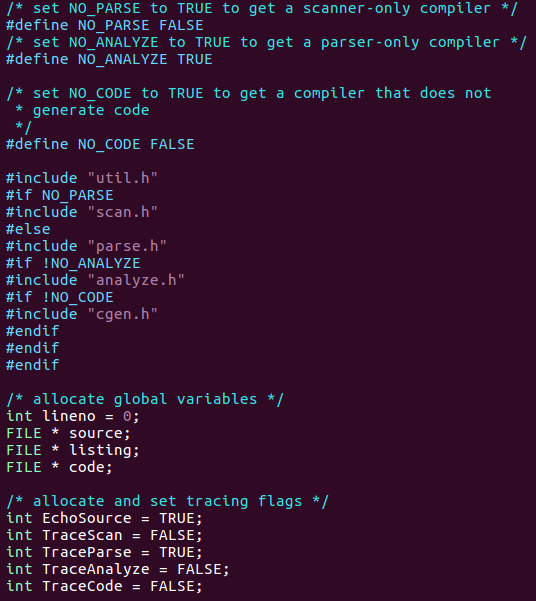 /* set NO_PARSE to TRUE to get a scanner-only compiler */
#define NO_PARSE FALSE
/* set NO_ANALYZE to TRUE to get a parser-only compiler */
#define NO_ANALYZE TRUE

/* set NO_CODE to TRUE to get a compiler that does not
 * generate code
 */
#define NO_CODE FALSE

#include "util.h"
#if NO_PARSE
#include "scan.h"
#else
#include "parse.h"
#if !NO_ANALYZE
#include "analyze.h"
#if !NO_CODE
#include "cgen.h"
#endif
#endif
#endif

/* allocate global variables */
int lineno = 0;
FILE * source;
FILE * listing;
FILE * code;

/* allocate and set tracing flags */
int EchoSource = TRUE;
int TraceScan = FALSE;
int TraceParse = TRUE;
int TraceAnalyze = FALSE;
int TraceCode = FALSE;